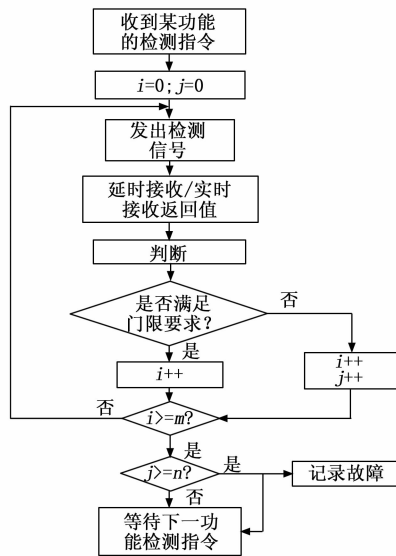 收到某功能
的检测指令
i=0;j=0
发出检测
信号
延时接收/实时
接收返回值
判断
是否满足
门限要求?
否
是
i++
i++
j++
否
i>=m?
是
j>=n?
是
记录故障
否
等待下一功
能检测指令